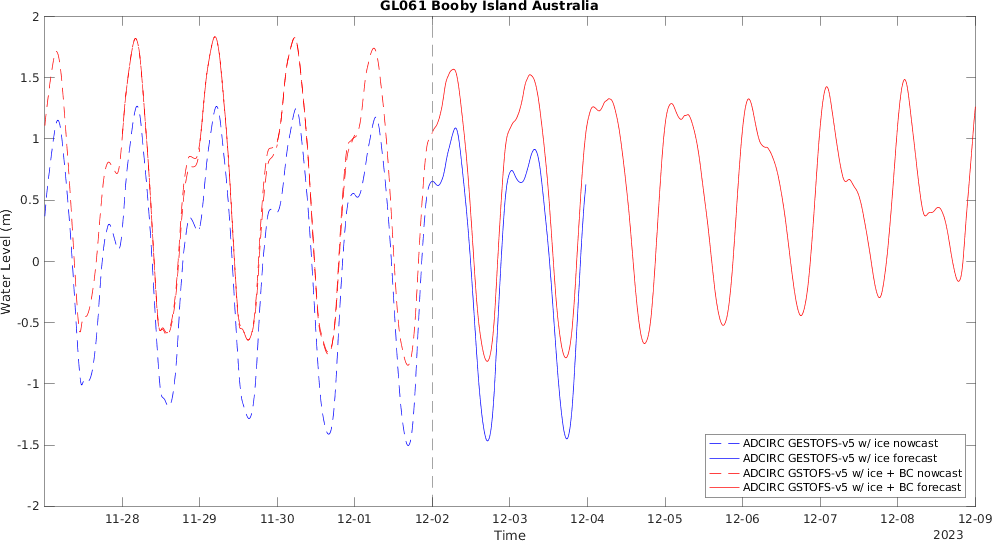 GL061 Booby Island Australia
Water Level (m)
2
1.5
1
0.5
0
-0.5
-1
-1.5
-2
11-28 11-29 11-30 12-01 12-02 12-03 12-04 12-05 12-06 12-07 12-08 12-09
Time
2023
ADCIRC GESTOFS-v5 w/ ice nowcast
ADCIRC GESTOFS-v5 w/ ice forecast
ADCIRC GSTOFS-v5 w/ ice + BC nowcast
ADCIRC GSTOFS-v5 w/ ice + BC forecast